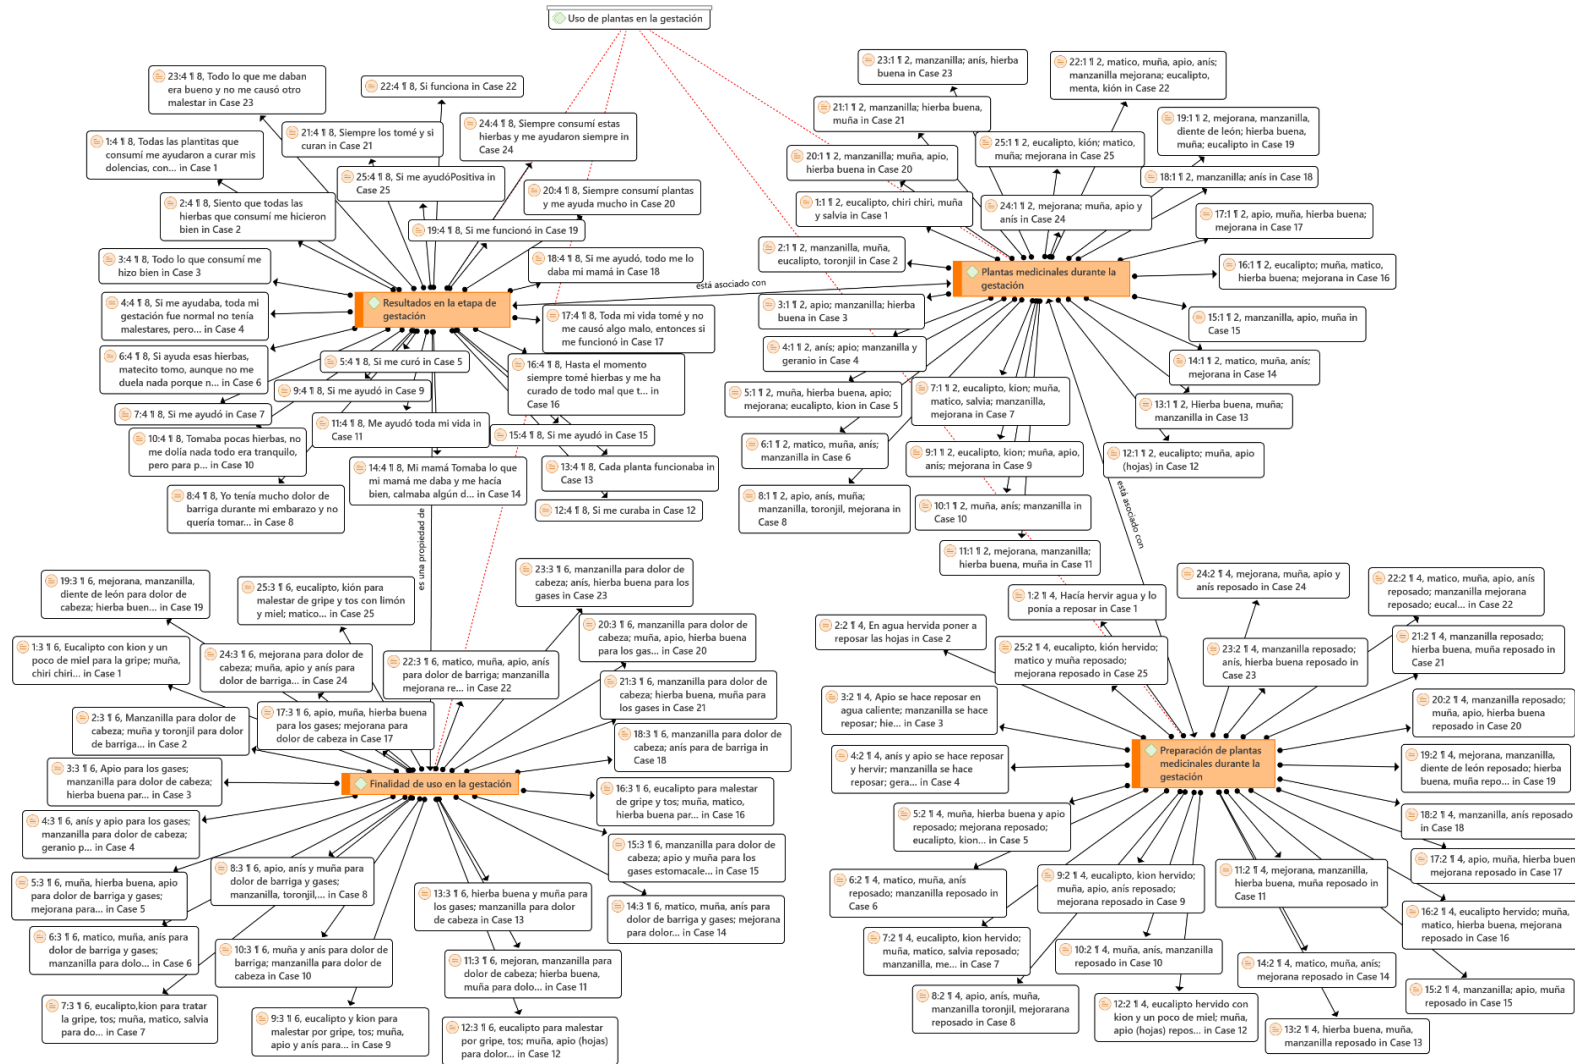 Uso de plantas en la gestación
23:4 ¶ 8, Todo lo que me daban
era bueno y no me causó otro
malestar in Case 23
22:4 ¶ 8, Si funciona in Case 22
1:4 ¶ 8, Todas las plantitas que
consumí me ayudaron a curar mis
dolencias, con… in Case 1
21:4 ¶ 8, Siempre los tomé y si
curan in Case 21
24:4 ¶ 8, Siempre consumí estas
hierbas y me ayudaron siempre in
Case 24
25:4 ¶ 8, Si me ayudóPositiva in
Case 25
20:4 ¶ 8, Siempre consumí plantas
y me ayuda mucho in Case 20
2:4 ¶ 8, Siento que todas las
hierbas que consumí me hicieron
bien in Case 2
19:4 ¶ 8, Si me funcionó in Case 19
3:4 ¶ 8, Todo lo que consumí me
hizo bien in Case 3
18:4 ¶ 8, Si me ayudó, todo me lo
daba mi mamá in Case 18
4:4 ¶ 8, Si me ayudaba, toda mi
gestación fue normal no tenía
malestares, pero… in Case 4
Resultados en la etapa de
gestación
17:4 ¶ 8, Toda mi vida tomé y no
me causó algo malo, entonces si
me funcionó in Case 17
6:4 ¶ 8, Si ayuda esas hierbas,
matecito tomo, aunque no me
duela nada porque n… in Case 6
5:4 ¶ 8, Si me curó in Case 5
16:4 ¶ 8, Hasta el momento
siempre tomé hierbas y me ha
curado de todo mal que t… in
Case 16
9:4 ¶ 8, Si me ayudó in Case 9
7:4 ¶ 8, Si me ayudó in Case 7
11:4 ¶ 8, Me ayudó toda mi vida in
Case 11
15:4 ¶ 8, Si me ayudó in Case 15
10:4 ¶ 8, Tomaba pocas hierbas, no
me dolía nada todo era tranquilo,
pero para p… in Case 10
14:4 ¶ 8, Mi mamá Tomaba lo que
mi mamá me daba y me hacía
bien, calmaba algún d… in Case 14
13:4 ¶ 8, Cada planta funcionaba in
Case 13
8:4 ¶ 8, Yo tenía mucho dolor de
barriga durante mi embarazo y no
quería tomar… in Case 8
12:4 ¶ 8, Si me curaba in Case 12
está asociado con
es una propiedad de
23:1 ¶ 2, manzanilla; anís, hierba
buena in Case 23
22:1 ¶ 2, matico, muña, apio, anis;
manzanilla mejorana; eucalipto,
menta, kión in Case 22
21:1 ¶ 2, manzanilla; hierba buena,
muña in Case 21
19:1 ¶ 2, mejorana, manzanilla,
diente de león; hierba buena,
muña; eucalipto in Case 19
20:1 ¶ 2, manzanilla; muña, apio,
hierba buena in Case 20
25:1 ¶ 2, eucalipto, kión; matico,
muña; mejorana in Case 25
18:1 ¶ 2, manzanilla; anís in Case 18
1:1 ¶ 2, eucalipto, chiri chiri, muña
y salvia in Case 1
24:1 ¶ 2, mejorana; muña, apio y
anís in Case 24
17:1 ¶ 2, apio, muña, hierba buena;
mejorana in Case 17
2:1 ¶ 2, manzanilla, muña,
eucalipto, toronjil in Case 2
Plantas medicinales durante la
gestación
16:1 ¶ 2, eucalipto; muña, matico,
hierba buena; mejorana in Case 16
3:1 ¶ 2, apio; manzanilla; hierba
buena in Case 3
15:1 ¶ 2, manzanilla, apio, muña in
Case 15
4:1 ¶ 2, anís; apio; manzanilla y
geranio in Case 4
14:1 ¶ 2, matico, muña, anís;
mejorana in Case 14
5:1 ¶ 2, muña, hierba buena, apio;
mejorana; eucalipto, kion in Case 5
7:1 ¶ 2, eucalipto, kion; muña,
matico, salvia; manzanilla,
mejorana in Case 7
13:1 ¶ 2, Hierba buena, muña;
manzanilla in Case 13
6:1 ¶ 2, matico, muña, anís;
manzanilla in Case 6
9:1 ¶ 2, eucalipto, kion; muña, apio,
anís; mejorana in Case 9
12:1 ¶ 2, eucalipto; muña, apio
(hojas) in Case 12
8:1 ¶ 2, apio, anís, muña;
manzanilla, toronjil, mejorana in
Case 8
10:1 ¶ 2, muña, anís; manzanilla in
Case 10
11:1 ¶ 2, mejorana, manzanilla;
hierba buena, muña in Case 11
está asociado con
19:3 ¶ 6, mejorana, manzanilla,
diente de león para dolor de
cabeza; hierba buen… in Case 19
25:3 ¶ 6, eucalipto, kión para
malestar de gripe y tos con limón
y miel; matico… in Case 25
23:3 ¶ 6, manzanilla para dolor de
cabeza; anís, hierba buena para los
gases in Case 23
1:3 ¶ 6, Eucalipto con kion y un
poco de miel para la gripe; muña,
chiri chiri… in Case 1
24:3 ¶ 6, mejorana para dolor de
cabeza; muña, apio y anís para
dolor de barriga… in Case 24
22:3 ¶ 6, matico, muña, apio, anís
para dolor de barriga; manzanilla
mejorana re… in Case 22
20:3 ¶ 6, manzanilla para dolor de
cabeza; muña, apio, hierba buena
para los gas… in Case 20
21:3 ¶ 6, manzanilla para dolor de
cabeza; hierba buena, muña para
los gases in Case 21
2:3 ¶ 6, Manzanilla para dolor de
cabeza; muña y toronjil para dolor
de barriga… in Case 2
17:3 ¶ 6, apio, muña, hierba buena
para los gases; mejorana para
dolor de cabeza in Case 17
18:3 ¶ 6, manzanilla para dolor de
cabeza; anís para de barriga in
Case 18
3:3 ¶ 6, Apio para los gases;
manzanilla para dolor de cabeza;
hierba buena par… in Case 3
Finalidad de uso en la gestación
16:3 ¶ 6, eucalipto para malestar
de gripe y tos; muña, matico,
hierba buena par… in Case 16
4:3 ¶ 6, anís y apio para los gases;
manzanilla para dolor de cabeza;
geranio p… in Case 4
15:3 ¶ 6, manzanilla para dolor de
cabeza; apio y muña para los
gases estomacale… in Case 15
5:3 ¶ 6, muña, hierba buena, apio
para dolor de barriga y gases;
mejorana para… in Case 5
8:3 ¶ 6, apio, anís y muña para
dolor de barriga y gases;
manzanilla, toronjil,… in Case 8
13:3 ¶ 6, hierba buena y muña para
los gases; manzanilla para dolor
de cabeza in Case 13
14:3 ¶ 6, matico, muña, anís para
dolor de barriga y gases; mejorana
para dolor… in Case 14
6:3 ¶ 6, matico, muña, anís para
dolor de barriga y gases;
manzanilla para dolo… in Case 6
10:3 ¶ 6, muña y anís para dolor de
barriga; manzanilla para dolor de
cabeza in Case 10
11:3 ¶ 6, mejoran, manzanilla para
dolor de cabeza; hierba buena,
muña para dolo… in Case 11
7:3 ¶ 6, eucalipto,kion para tratar
la gripe, tos; muña, matico, salvia
para do… in Case 7
9:3 ¶ 6, eucalipto y kion para
malestar por gripe, tos; muña,
apio y anís para… in Case 9
12:3 ¶ 6, eucalipto para malestar
por gripe, tos; muña, apio (hojas)
para dolor… in Case 12
24:2 ¶ 4, mejorana, muña, apio y
anís reposado in Case 24
22:2 ¶ 4, matico, muña, apio, anís
reposado; manzanilla mejorana
reposado; eucal… in Case 22
1:2 ¶ 4, Hacía hervir agua y lo
ponía a reposar in Case 1
2:2 ¶ 4, En agua hervida poner a
reposar las hojas in Case 2
21:2 ¶ 4, manzanilla reposado;
hierba buena, muña reposado in
Case 21
25:2 ¶ 4, eucalipto, kión hervido;
matico y muña reposado;
mejorana reposado in Case 25
23:2 ¶ 4, manzanilla reposado;
anís, hierba buena reposado in
Case 23
3:2 ¶ 4, Apio se hace reposar en
agua caliente; manzanilla se hace
reposar; hie… in Case 3
20:2 ¶ 4, manzanilla reposado;
muña, apio, hierba buena
reposado in Case 20
4:2 ¶ 4, anís y apio se hace reposar
y hervir; manzanilla se hace
reposar; gera… in Case 4
Preparación de plantas
medicinales durante la
gestación
19:2 ¶ 4, mejorana, manzanilla,
diente de león reposado; hierba
buena, muña repo… in Case 19
5:2 ¶ 4, muña, hierba buena y apio
reposado; mejorana reposado;
eucalipto, kion… in Case 5
18:2 ¶ 4, manzanilla, anís reposado
in Case 18
17:2 ¶ 4, apio, muña, hierba buena
mejorana reposado in Case 17
6:2 ¶ 4, matico, muña, anís
reposado; manzanilla reposado in
Case 6
9:2 ¶ 4, eucalipto, kion hervido;
muña, apio, anís reposado;
mejorana reposado in Case 9
11:2 ¶ 4, mejorana, manzanilla,
hierba buena, muña reposado in
Case 11
16:2 ¶ 4, eucalipto hervido; muña,
matico, hierba buena, mejorana
reposado in Case 16
7:2 ¶ 4, eucalipto, kion hervido;
muña, matico, salvia reposado;
manzanilla, me… in Case 7
10:2 ¶ 4, muña, anís, manzanilla
reposado in Case 10
14:2 ¶ 4, matico, muña, anís;
mejorana reposado in Case 14
15:2 ¶ 4, manzanilla; apio, muña
reposado in Case 15
8:2 ¶ 4, apio, anís, muña,
manzanilla toronjil, mejorarana
reposado in Case 8
12:2 ¶ 4, eucalipto hervido con
kion y un poco de miel; muña,
apio (hojas) repos… in Case 12
13:2 ¶ 4, hierba buena, muña,
manzanilla reposado in Case 13